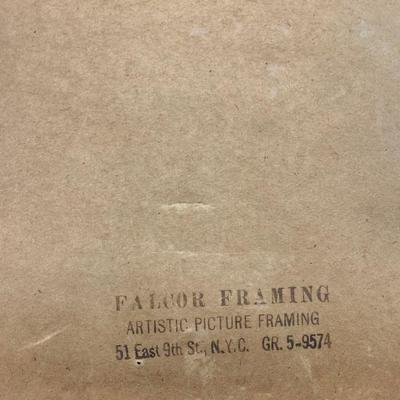 FALCOR FRAMING
ARTISTIC PICTURE FRAMING
51 East 9th St., N.Y.C. GR. 5-9574